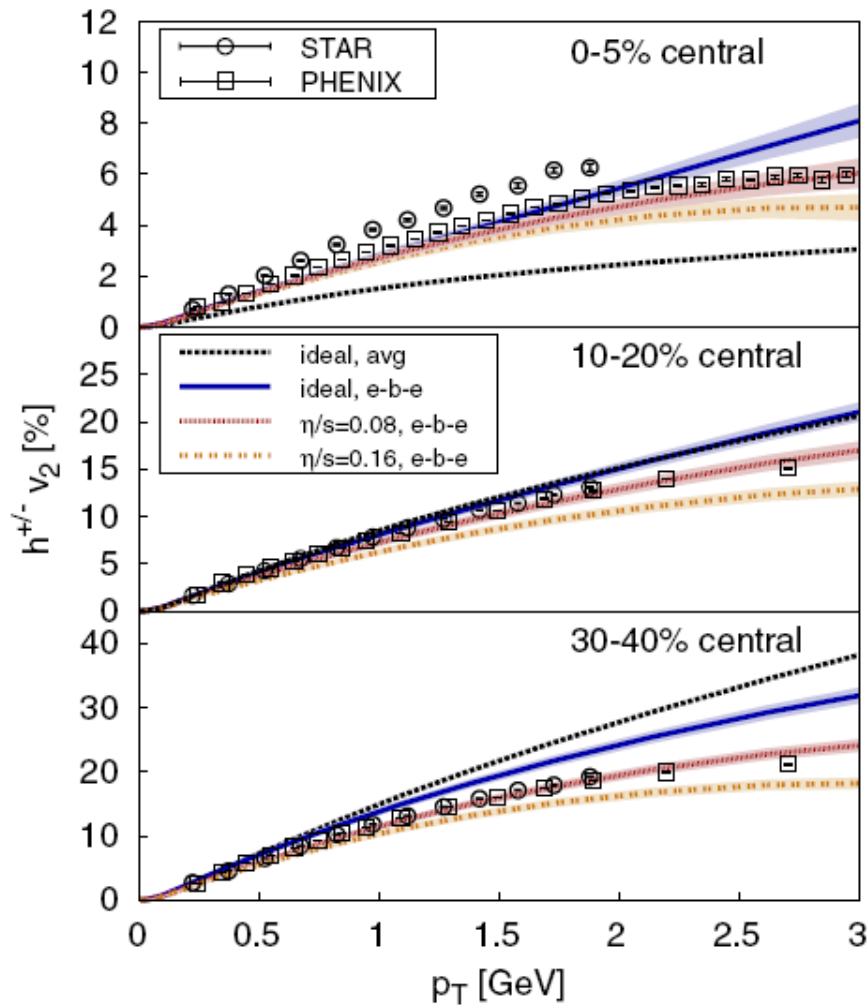 12
10
8
6
4
2
0
STAR
PHENIX
0-5% central
25
20
15
10
5
0
ideal, avg
ideal, e-b-e
η/s=0.08, e-b-e
η/s=0.16, e-b-e
10-20% central
h+/- v2 [%]
40
30
20
10
0
30-40% central
0 0.5 1 1.5 2 2.5 3
pT [GeV]